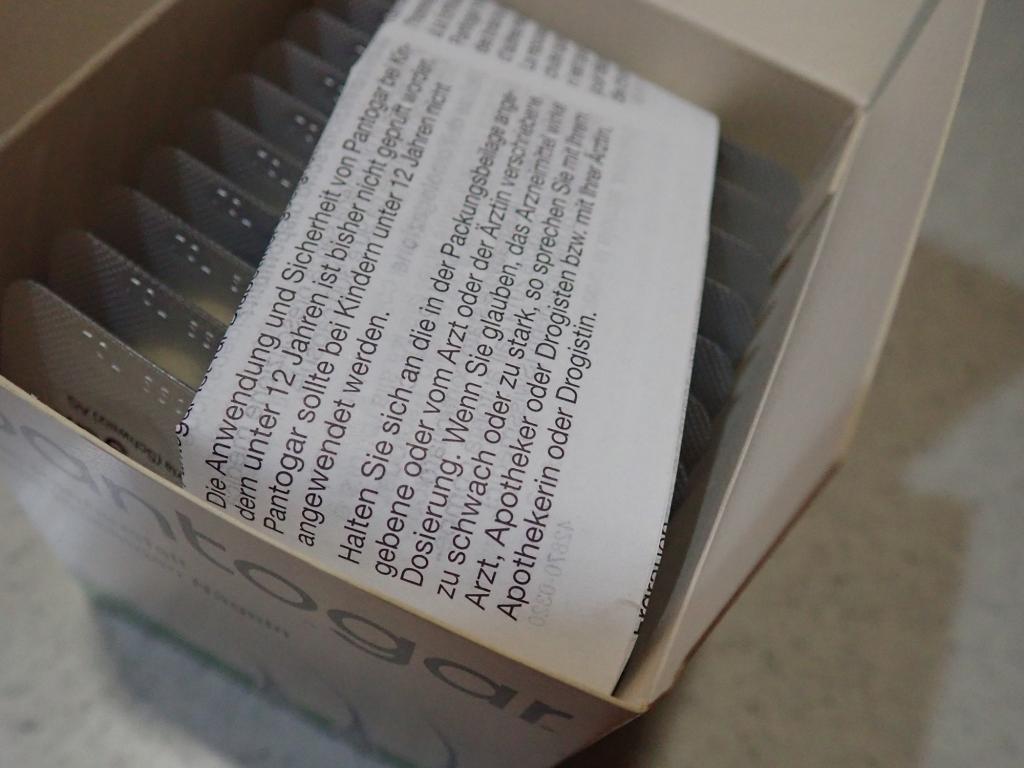 Die Anwendung und Sicherheit von Pantogar bei Kin-
dern unter 12 Jahren ist bisher nicht geprüft worden.
Pantogar sollte bei Kindern unter 12 Jahren nicht
angewendet werden.
Halten Sie sich an die in der Packungsbeilage ange-
gebene oder vom Arzt oder der Ärztin verschriebene
Dosierung. Wenn Sie glauben, das Arzneimittel wirke
zu schwach oder zu stark, so sprechen Sie mit Ihrem
Arzt, Apotheker oder Drogisten bzw. mit Ihrer Ärztin,
Apothekerin oder Drogistin.
(Schweiz) AG
antogar